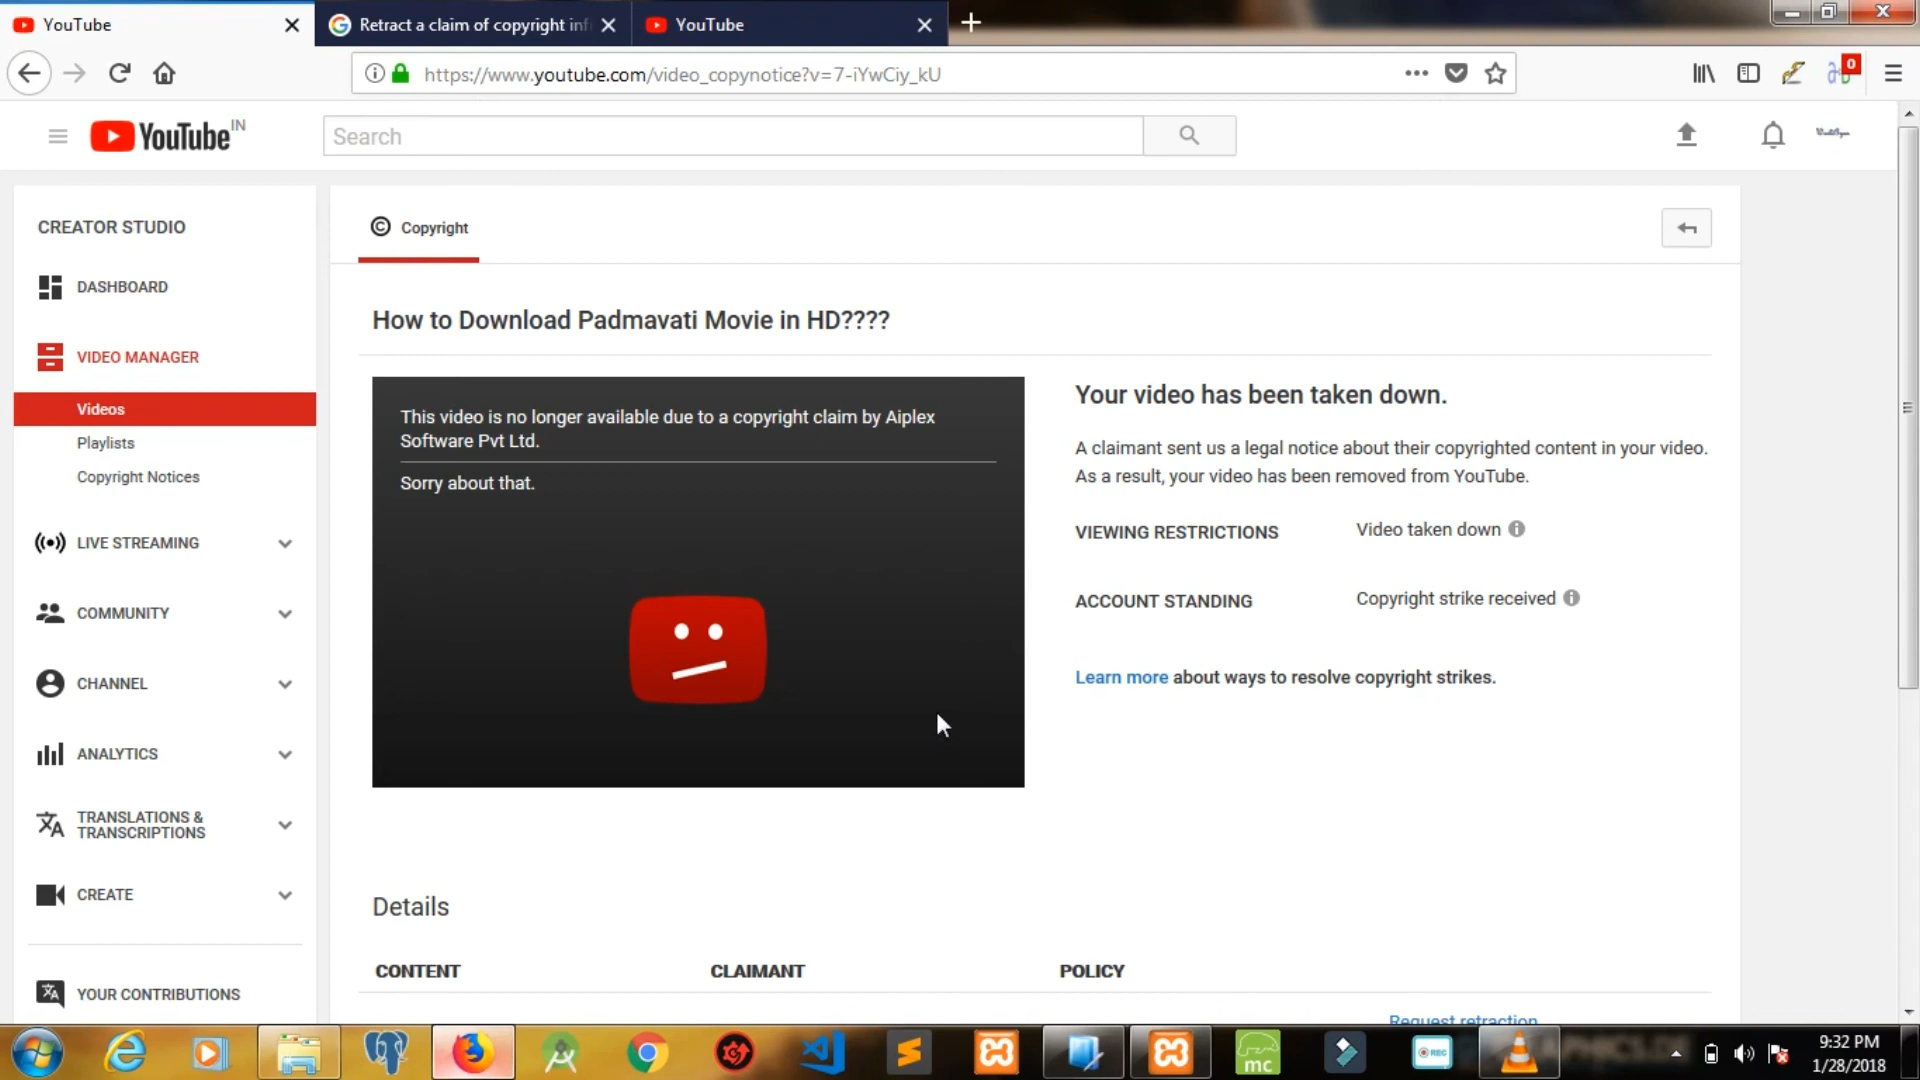 YouTube
Retract a claim of copyright inf
YouTube
https://www.youtube.com/video_copynotice?v=7-iYwCiy_kU
0
YouTube IN
Search
CREATOR STUDIO
DASHBOARD
VIDEO MANAGER
Videos
Playlists
Copyright Notices
LIVE STREAMING
COMMUNITY
CHANNEL
ANALYTICS
TRANSLATIONS &
TRANSCRIPTIONS
CREATE
YOUR CONTRIBUTIONS
Copyright
How to Download Padmavati Movie in HD????
This video is no longer available due to a copyright claim by Aiplex
Software Pvt Ltd.
Sorry about that.
Your video has been taken down.
A claimant sent us a legal notice about their copyrighted content in your video.
As a result, your video has been removed from YouTube.
VIEWING RESTRICTIONS Video taken down
ACCOUNT STANDING Copyright strike received
Learn more about ways to resolve copyright strikes.
Details
CONTENT CLAIMANT POLICY
Request retraction
mc
REC
9:32 PM
1/28/2018